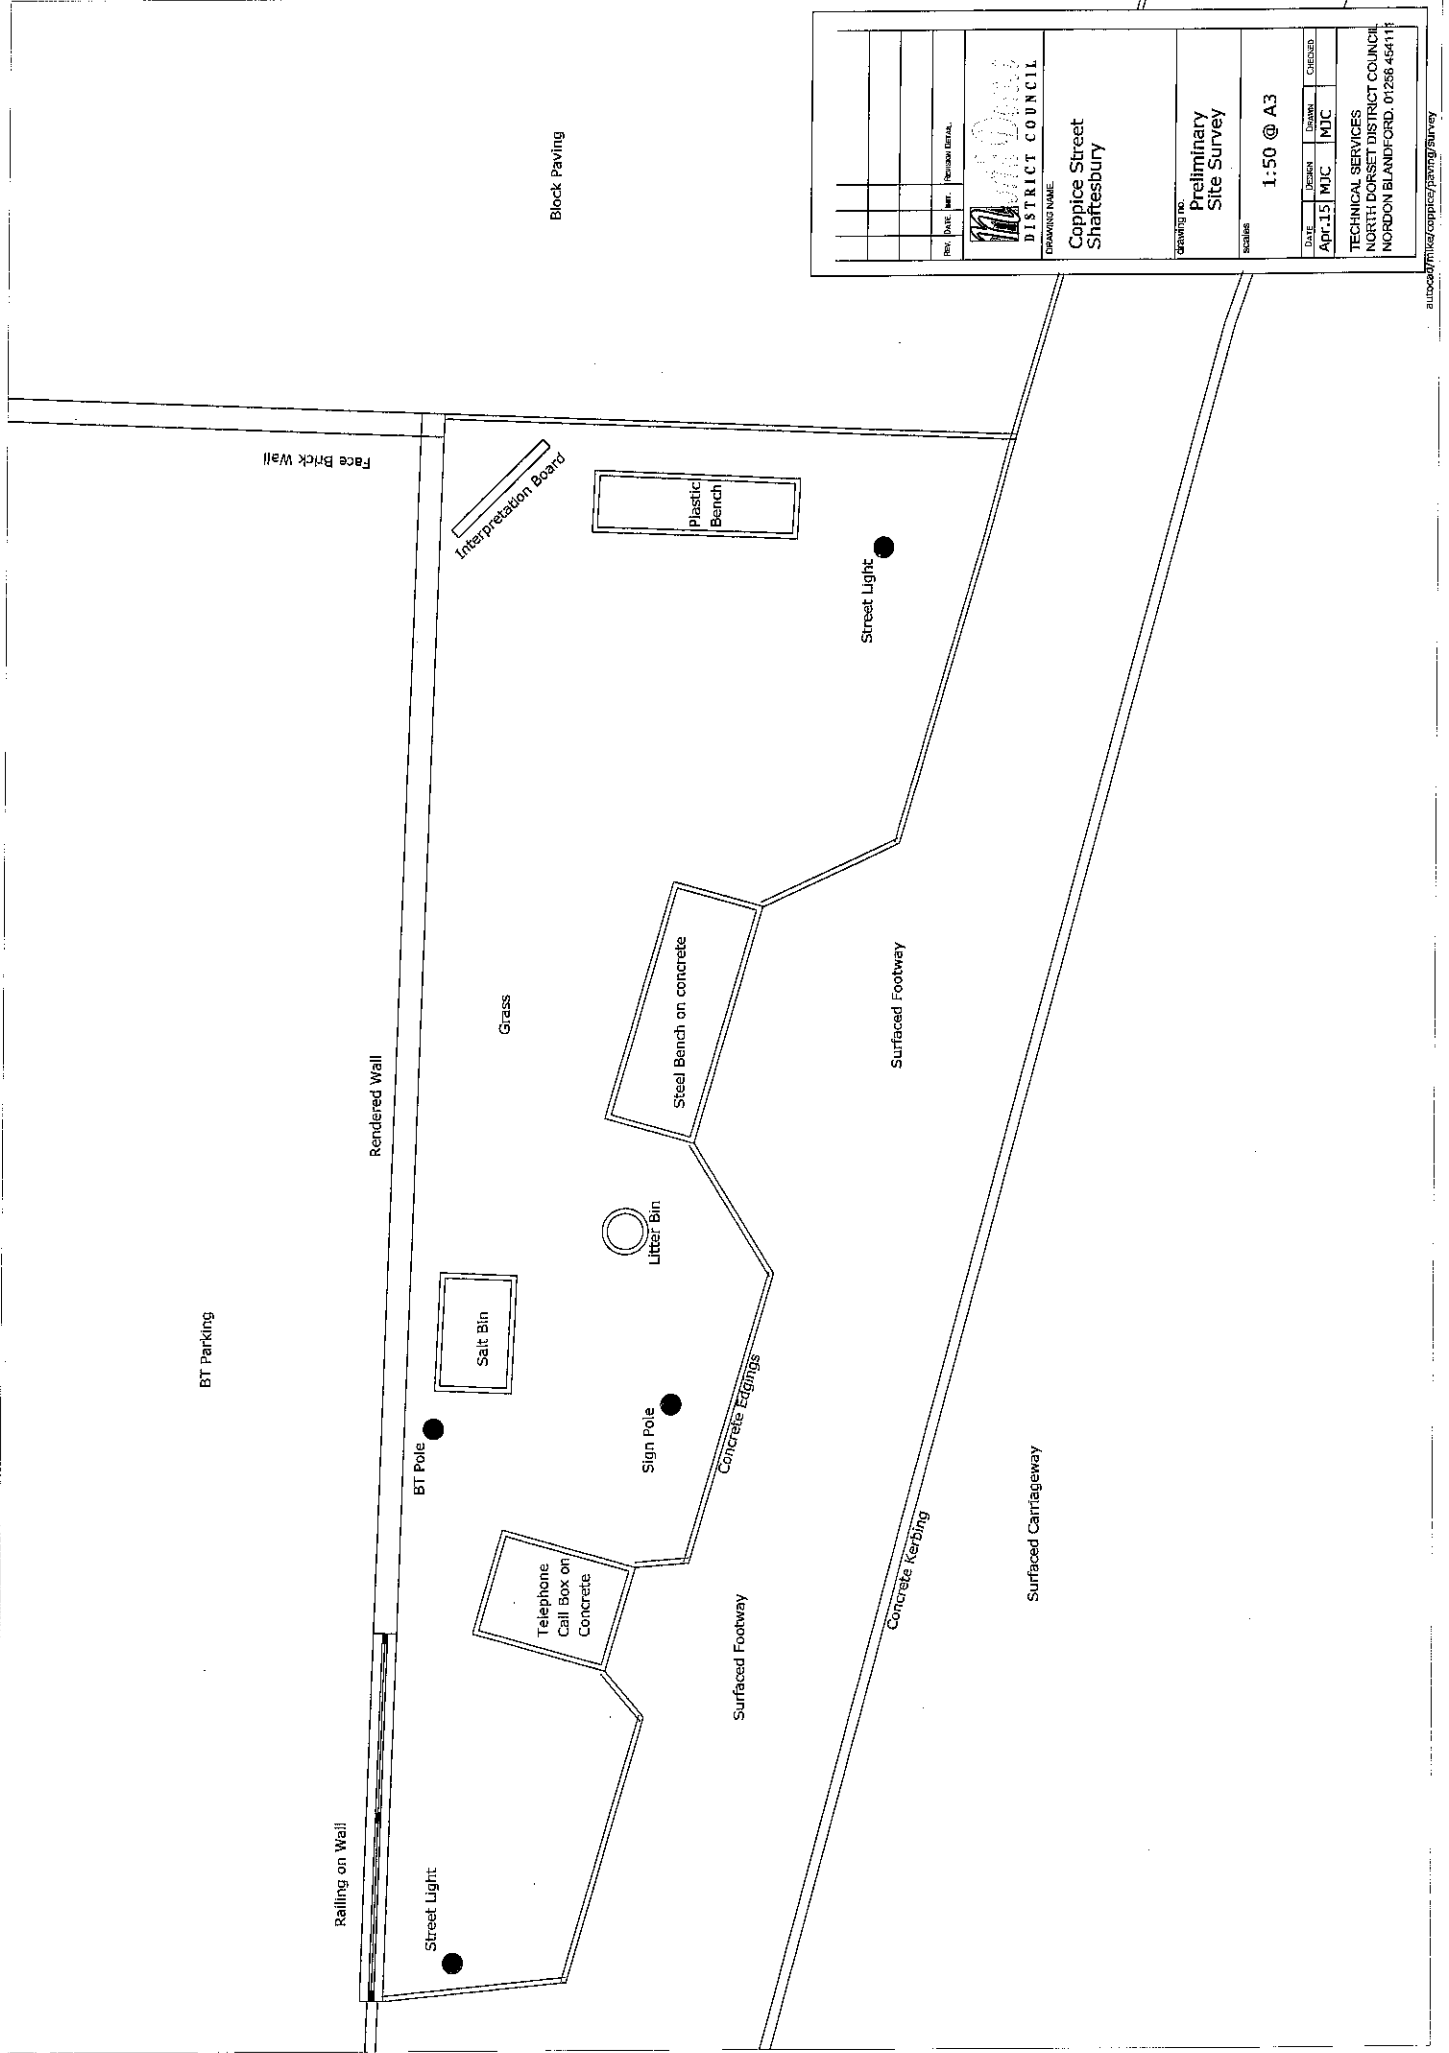 Block Paving
Face Brick Wall
Interpretation Board
Plastic
Bench
Street Light
Rendered Wall
Grass
Steel Bench on concrete
Surfaced Footway
Litter Bin
Salt Bin
BT Parking
BT Pole
Sign Pole
Concrete Edgings
Telephone
Call Box on
Concrete
Surfaced Footway
Concrete Kerbing
Surfaced Carriageway
Railing on Wall
Street Light
REV. DATE. INIT. REVISION DETAIL.
DISTRICT COUNCIL
DRAWING NAME.
Coppice Street
Shaftesbury
drawing no.
Preliminary
Site Survey
scales
1:50 @ A3
DATE DESIGN DRAWN CHECKED
Apr.15 MJC MJC
TECHNICAL SERVICES
NORTH DORSET DISTRICT COUNCIL
NORDON BLANDFORD. 01258 454111
autocad/mike/coppice/paving/survey